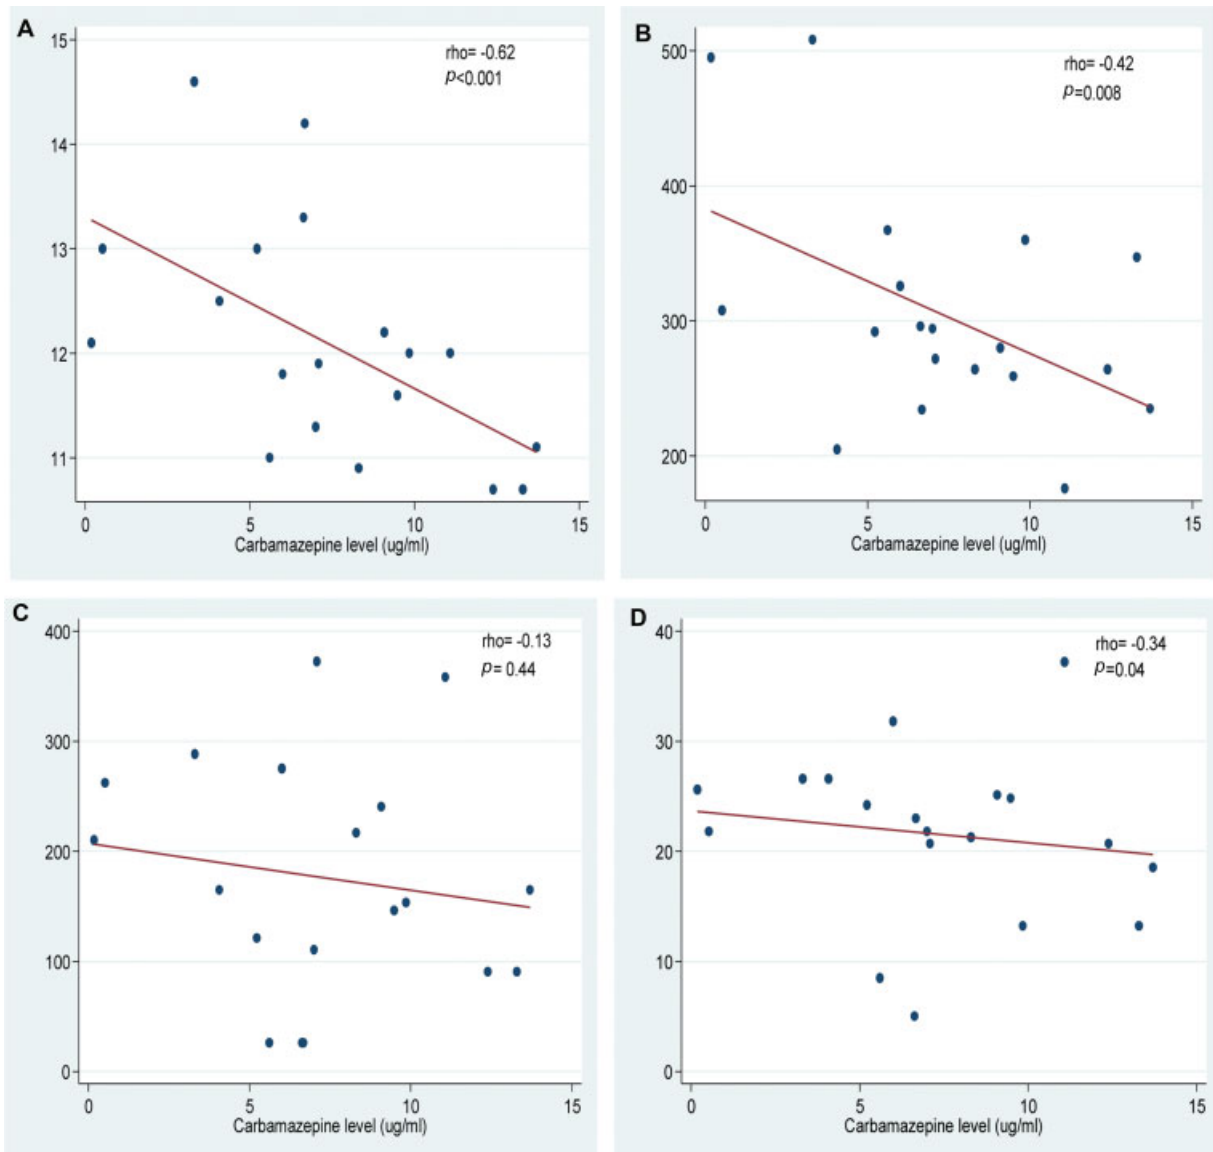 A
rho= -0.62
p<0.001
15
14
13
12
11
0 5 10 15
Carbamazepine level (ug/ml)
B
rho= -0.42
p=0.008
500
400
300
200
0 5 10 15
Carbamazepine level (ug/ml)
C
rho= -0.13
p= 0.44
400
300
200
100
0
0 5 10 15
Carbamazepine level (ug/ml)
D
rho= -0.34
p=0.04
40
30
20
10
0
0 5 10 15
Carbamazepine level (ug/ml)